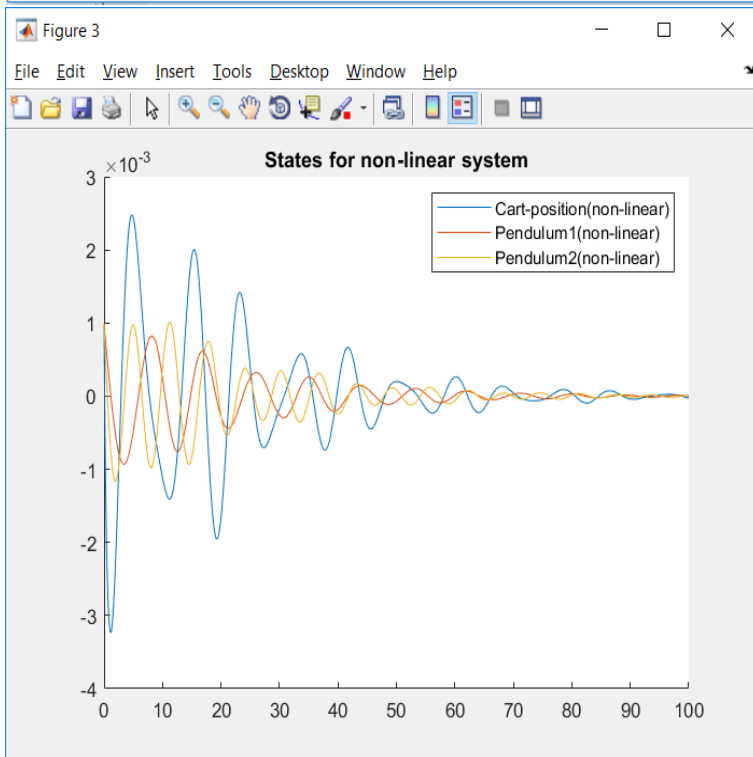 Figure 3
File Edit View Insert Tools Desktop Window Help
×10⁻³
States for non-linear system
3
2
1
0
-1
-2
-3
-4
Cart-position(non-linear)
Pendulum1(non-linear)
Pendulum2(non-linear)
0 10 20 30 40 50 60 70 80 90 100